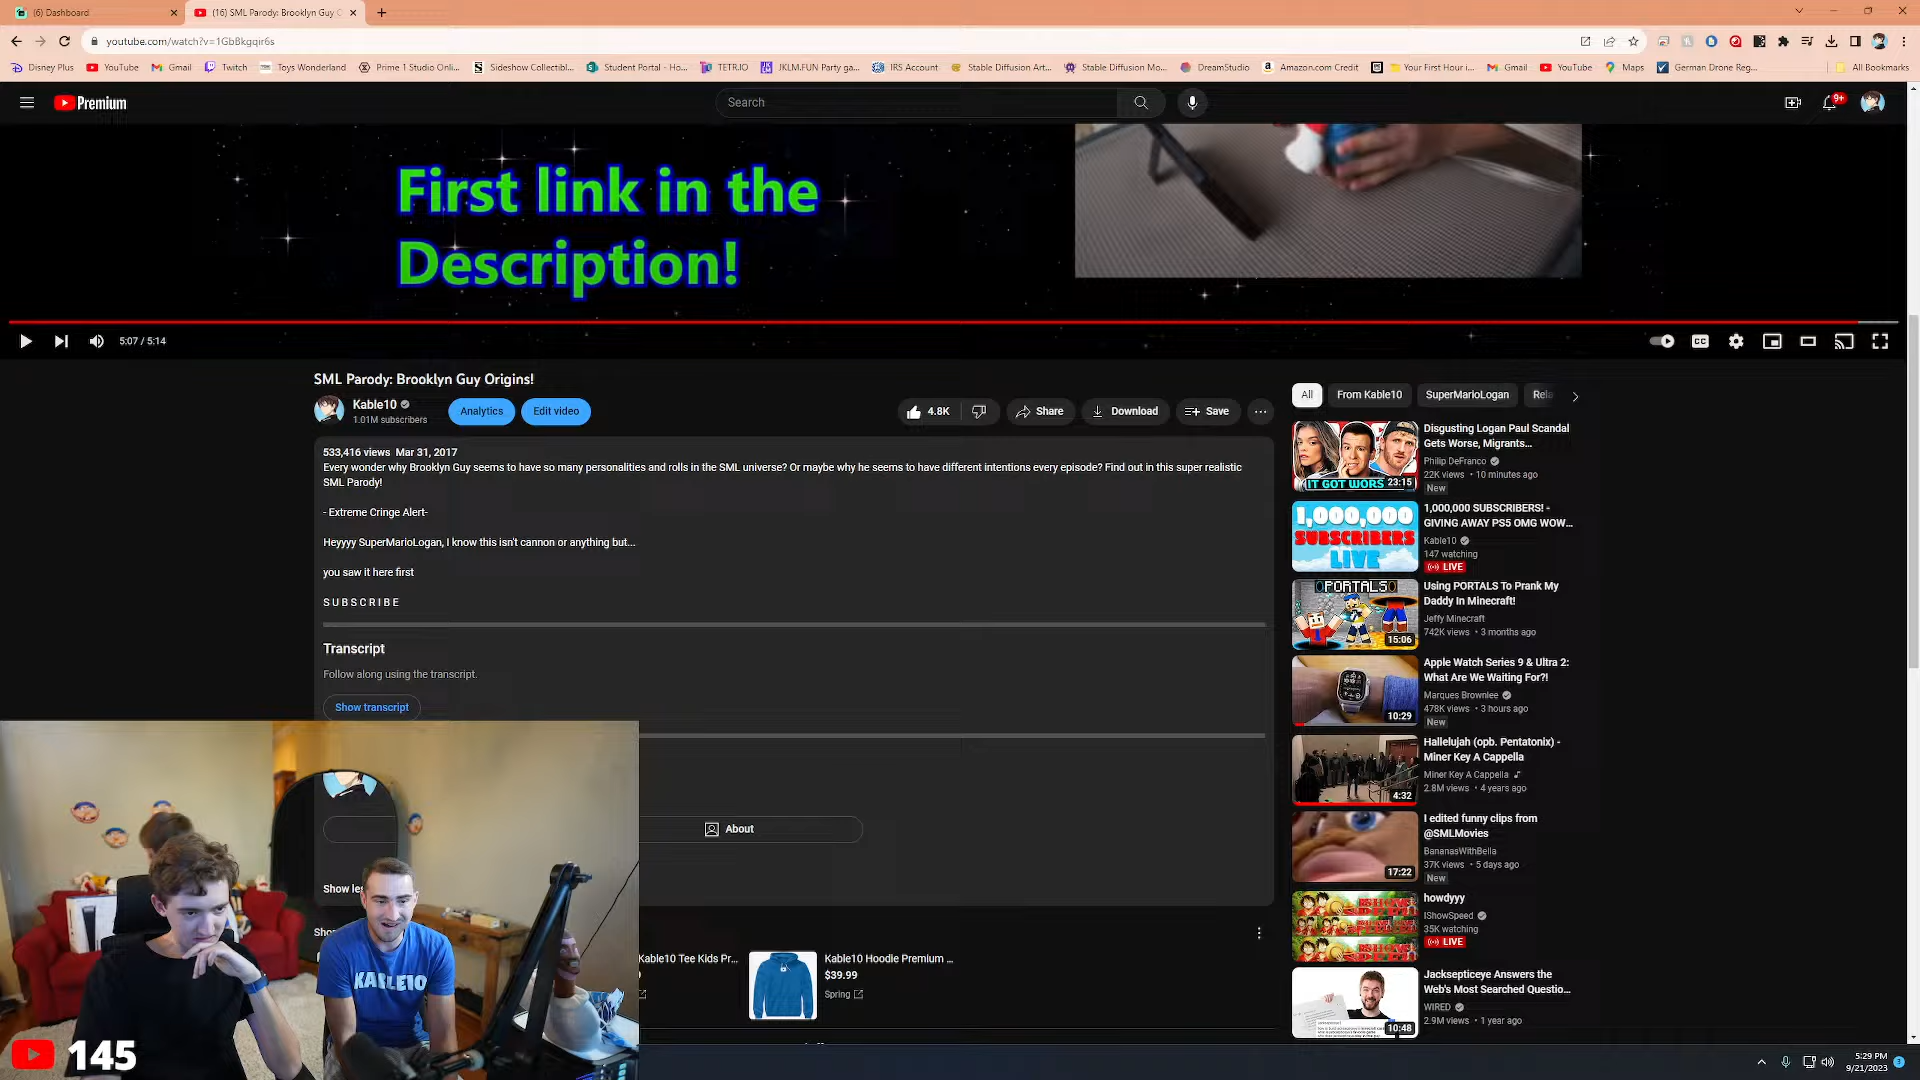 (6) Dashboard
(16) SML Parody: Brooklyn Guy O
youtube.com/watch?v=1GbBkgqir6s
Disney Plus
YouTube
Gmail
Twitch
Toys Wonderland
Prime 1 Studio Onli...
Sideshow Collectibl...
Student Portal - Ho...
TETR.IO
JKLM.FUN Party ga...
IRS Account
Stable Diffusion Art...
Stable Diffusion Mo...
DreamStudio
Amazon.com Credit
Your First Hour i...
Gmail
YouTube
Maps
German Drone Reg...
All Bookmarks
Premium
Search
9+
First link in the
Description!
5:07 / 5:14
CC
SML Parody: Brooklyn Guy Origins!
Kable10
1.01M subscribers
Analytics
Edit video
4.8K
Share
Download
Save
533,416 views Mar 31, 2017
Every wonder why Brooklyn Guy seems to have so many personalities and rolls in the SML universe? Or maybe why he seems to have different intentions every episode? Find out in this super realistic
SML Parody!
- Extreme Cringe Alert-
Heyyyy SuperMarioLogan, I know this isn't cannon or anything but...
you saw it here first
S U B S C R I B E
Transcript
Follow along using the transcript.
Show transcript
About
Show les
Sho
Kable10 Tee Kids Pr...
Kable10 Hoodie Premium ...
$39.99
Spring
All
From Kable10
SuperMarioLogan
Rela
IT GOT WORS
23:15
Disgusting Logan Paul Scandal
Gets Worse, Migrants...
Philip DeFranco
22K views • 10 minutes ago
New
1,000,000
SUBSCRIBERS
LIVE
1,000,000 SUBSCRIBERS! -
GIVING AWAY PS5 OMG WOW...
Kable10
147 watching
LIVE
PORTALS
15:06
Using PORTALS To Prank My
Daddy In Minecraft!
Jeffy Minecraft
742K views • 3 months ago
10:29
Apple Watch Series 9 & Ultra 2:
What Are We Waiting For?!
Marques Brownlee
478K views • 3 hours ago
New
4:32
Hallelujah (opb. Pentatonix) -
Miner Key A Cappella
Miner Key A Cappella
2.8M views • 4 years ago
17:22
I edited funny clips from
@SMLMovies
BananasWithBella
37K views • 5 days ago
New
howdyyy
IShowSpeed
35K watching
LIVE
10:48
Jacksepticeye Answers the
Web's Most Searched Questio...
WIRED
2.9M views • 1 year ago
KABLE10
145
5:29 PM
9/21/2023
3